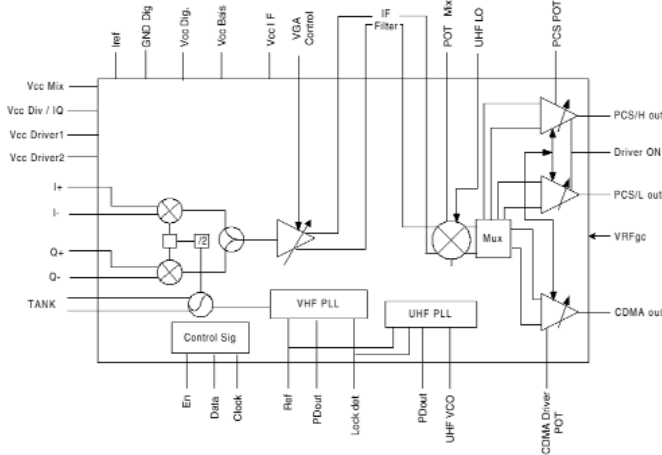 Iref
GND Dig
Vcc Dig.
Vcc Bais
Vcc I F
VGA
Control
IF
Filter
POT Mix
UHF LO
PCS POT
Vcc Mix
Vcc Div / IQ
Vcc Driver1
Vcc Driver2
I+
I-
Q+
Q-
TANK
/2
Mux
PCS/H out
Driver ON
PCS/L out
VRFgc
CDMA out
VHF PLL
UHF PLL
Control Sig
En
Data
Clock
Ref
PDout
Lock det
PDout
UHF VCO
CDMA Driver
POT